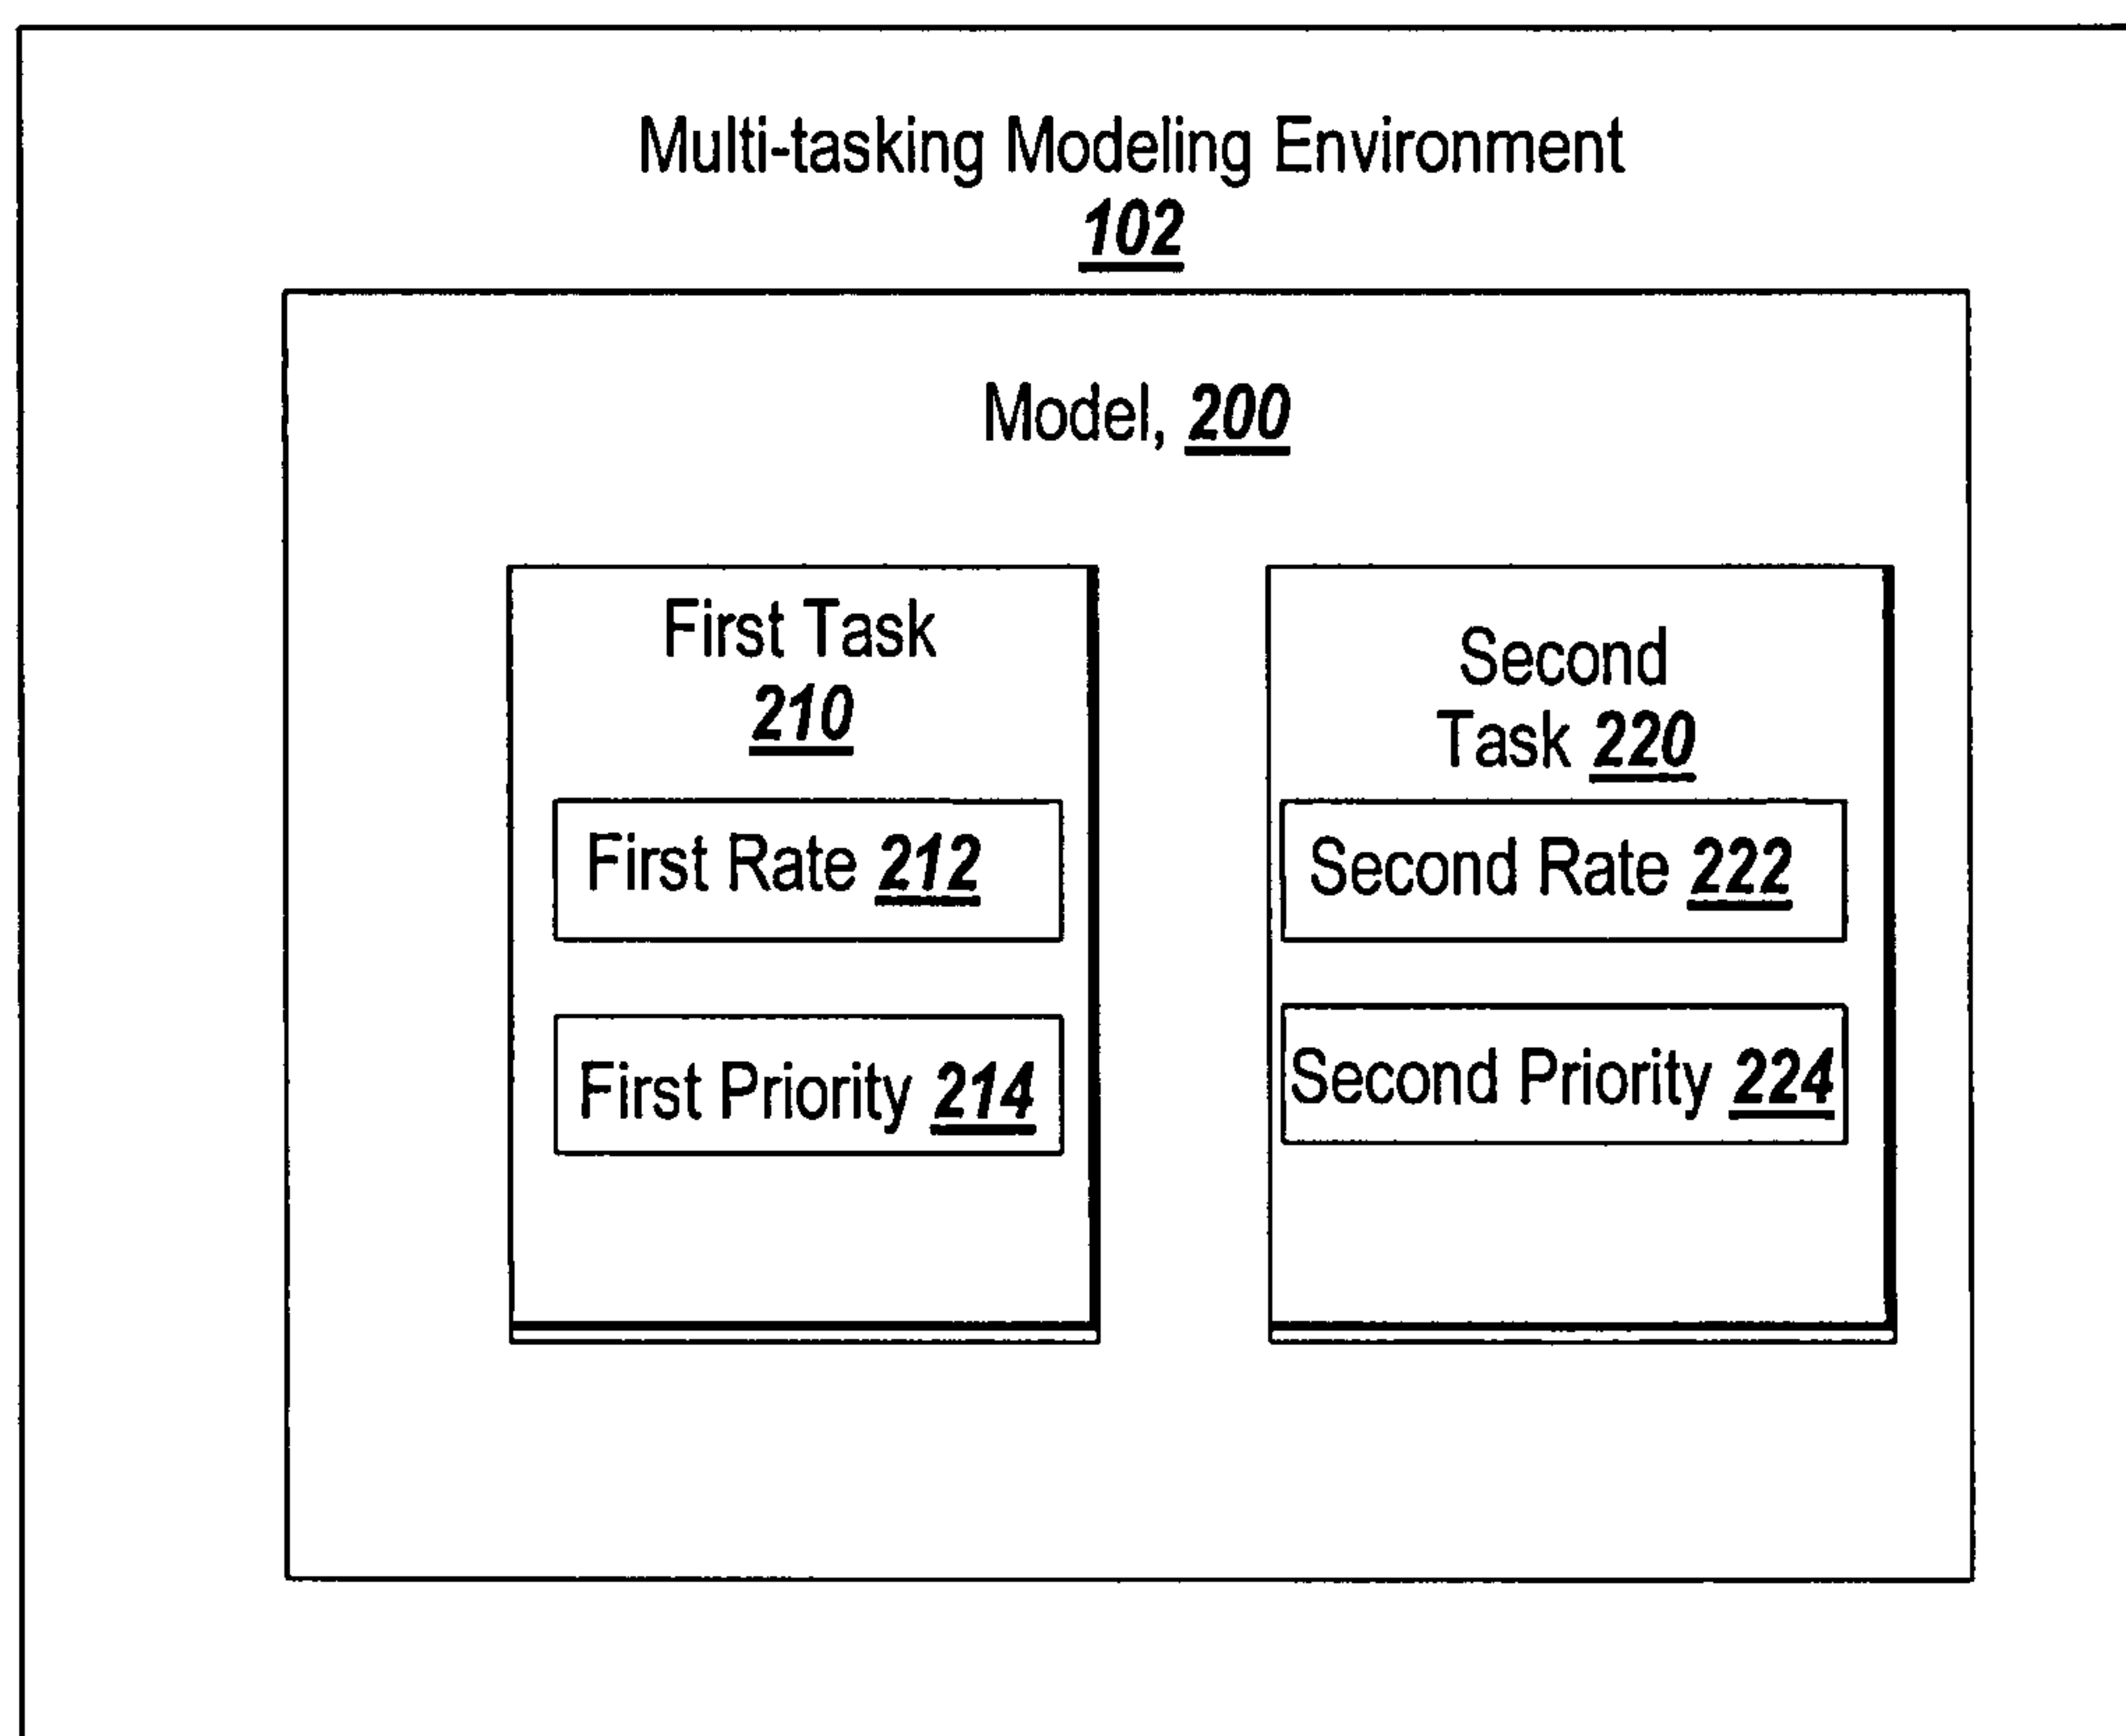 Multi-tasking Modeling Environment
102
Model, 200
First Task
210
First Rate 212
First Priority 214
Second
Task 220
Second Rate 222
Second Priority 224